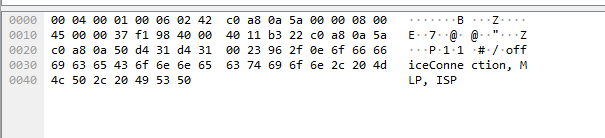 0000 00 04 00 01 00 06 02 42 c0 a8 0a 5a 00 00 08 00 ·······B ···Z····
0010 45 00 00 37 f1 98 40 00 40 11 b3 22 c0 a8 0a 5a E··7··@· @··"···Z
0020 c0 a8 0a 50 d4 31 d4 31 00 23 96 2f 0e 6f 66 66 ···P·1·1 ·#·/·off
0030 69 63 65 43 6f 6e 6e 65 63 74 69 6f 6e 2c 20 4d iceConne ction, M
0040 4c 50 2c 20 49 53 50 LP, ISP